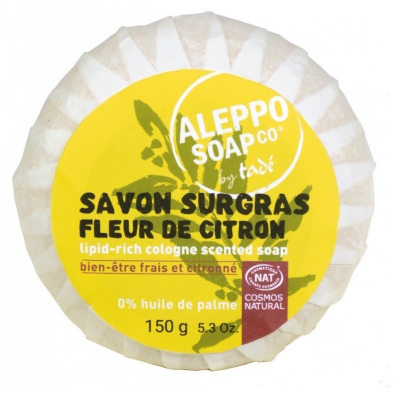 ALEPPO
SOAP CO®
by tadé
SAVON SURGRAS
FLEUR DE CITRON
lipid-rich cologne scented soap
bien-être frais et citronné
NAT
COSMOS
NATURAL
0% huile de palme
150 g 5.3 Oz.